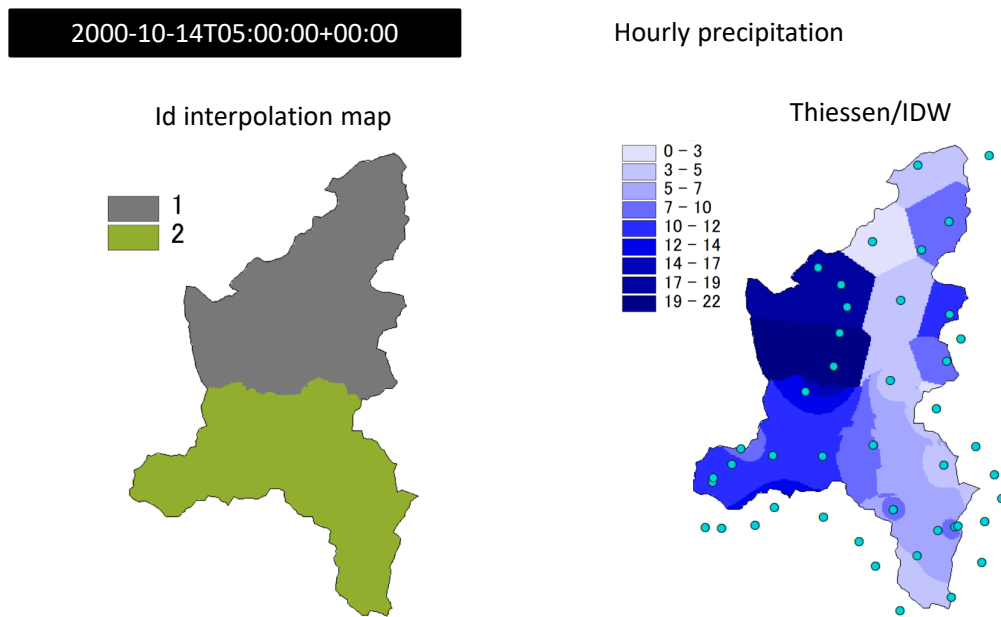 2000-10-14T05:00:00+00:00
Hourly precipitation
Id interpolation map
1
2
Thiessen/IDW
0 - 3
3 - 5
5 - 7
7 - 10
10 - 12
12 - 14
14 - 17
17 - 19
19 - 22